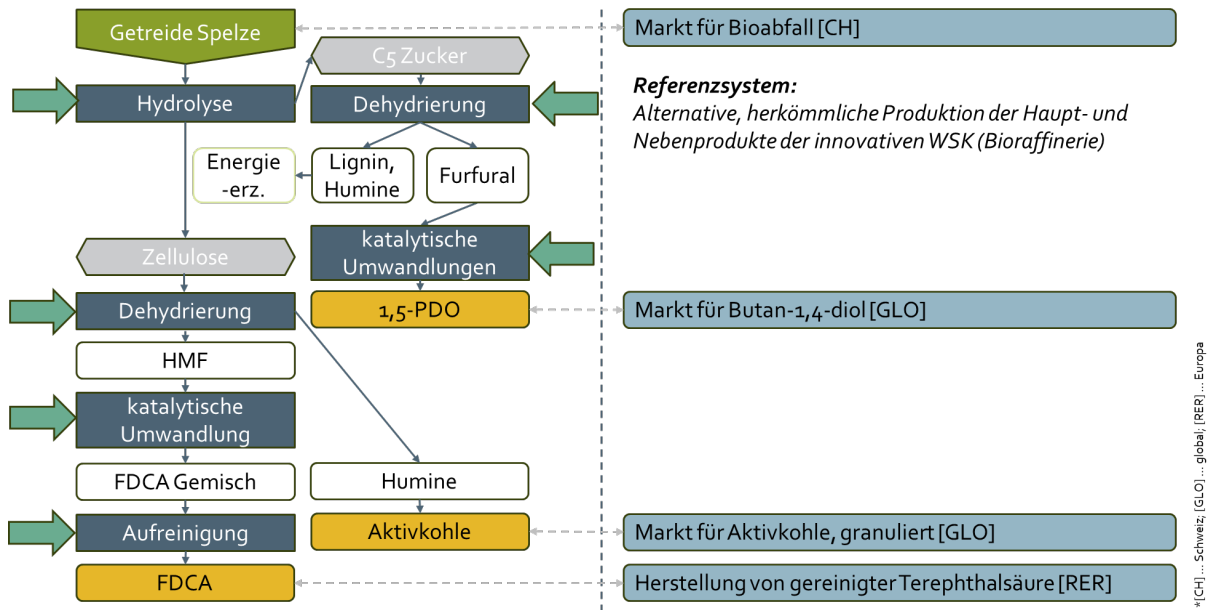 Getreide Spelze
Markt für Bioabfall [CH]
C5 Zucker
Referenzsystem:
Alternative, herkömmliche Produktion der Haupt- und
Nebenprodukte der innovativen WSK (Bioraffinerie)
Hydrolyse
Dehydrierung
Energie
-erz.
Lignin,
Humine
Furfural
katalytische
Umwandlungen
Zellulose
Dehydrierung
1,5-PDO
Markt für Butan-1,4-diol [GLO]
HMF
katalytische
Umwandlung
FDCA Gemisch
Humine
Aufreinigung
Aktivkohle
Markt für Aktivkohle, granuliert [GLO]
FDCA
Herstellung von gereinigter Terephthalsäure [RER]
*[CH] ... Schweiz; [GLO] ... global; [RER] ... Europa